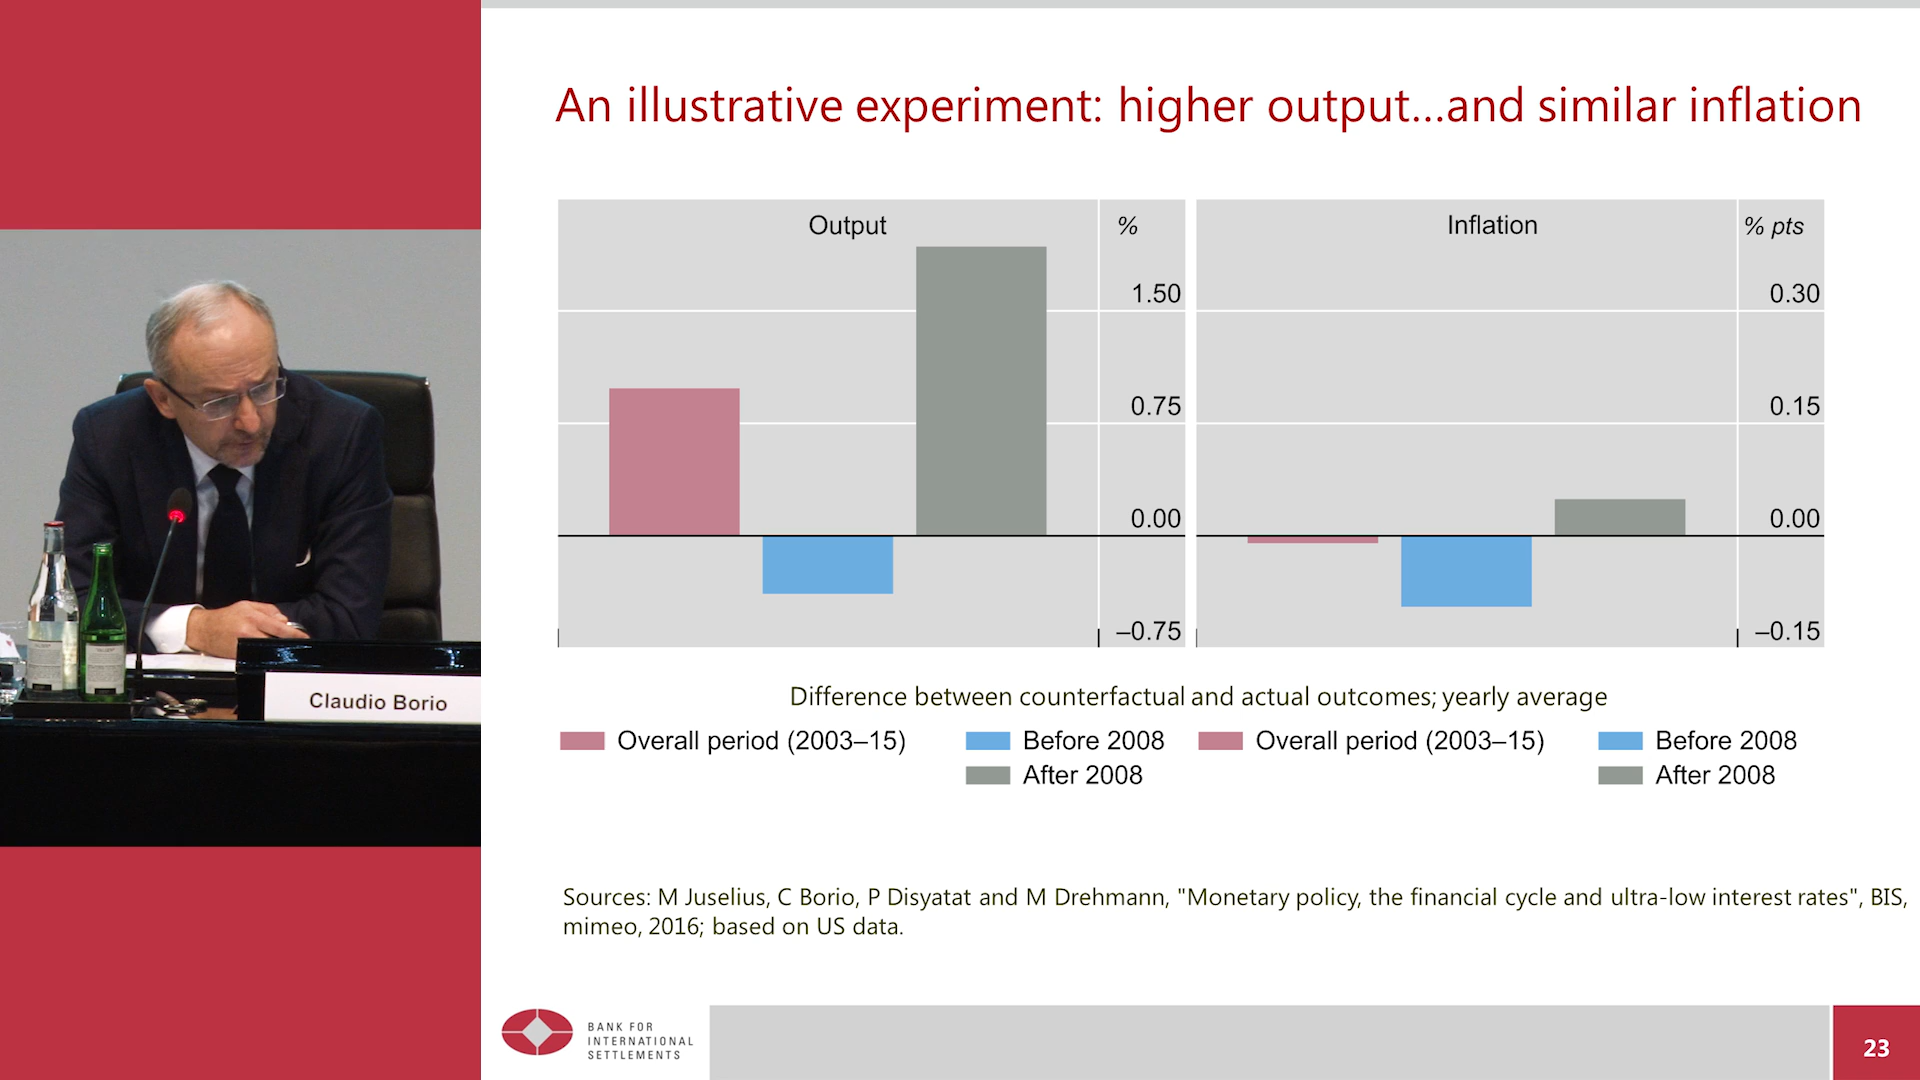 An illustrative experiment: higher output...and similar inflation
Output
%
1.50
0.75
0.00
–0.75
Inflation
% pts
0.30
0.15
0.00
–0.15
Difference between counterfactual and actual outcomes; yearly average
Overall period (2003–15)
Before 2008
After 2008
Overall period (2003–15)
Before 2008
After 2008
Sources: M Juselius, C Borio, P Disyatat and M Drehmann, "Monetary policy, the financial cycle and ultra-low interest rates", BIS,
mimeo, 2016; based on US data.
Claudio Borio
BANK FOR
INTERNATIONAL
SETTLEMENTS
23